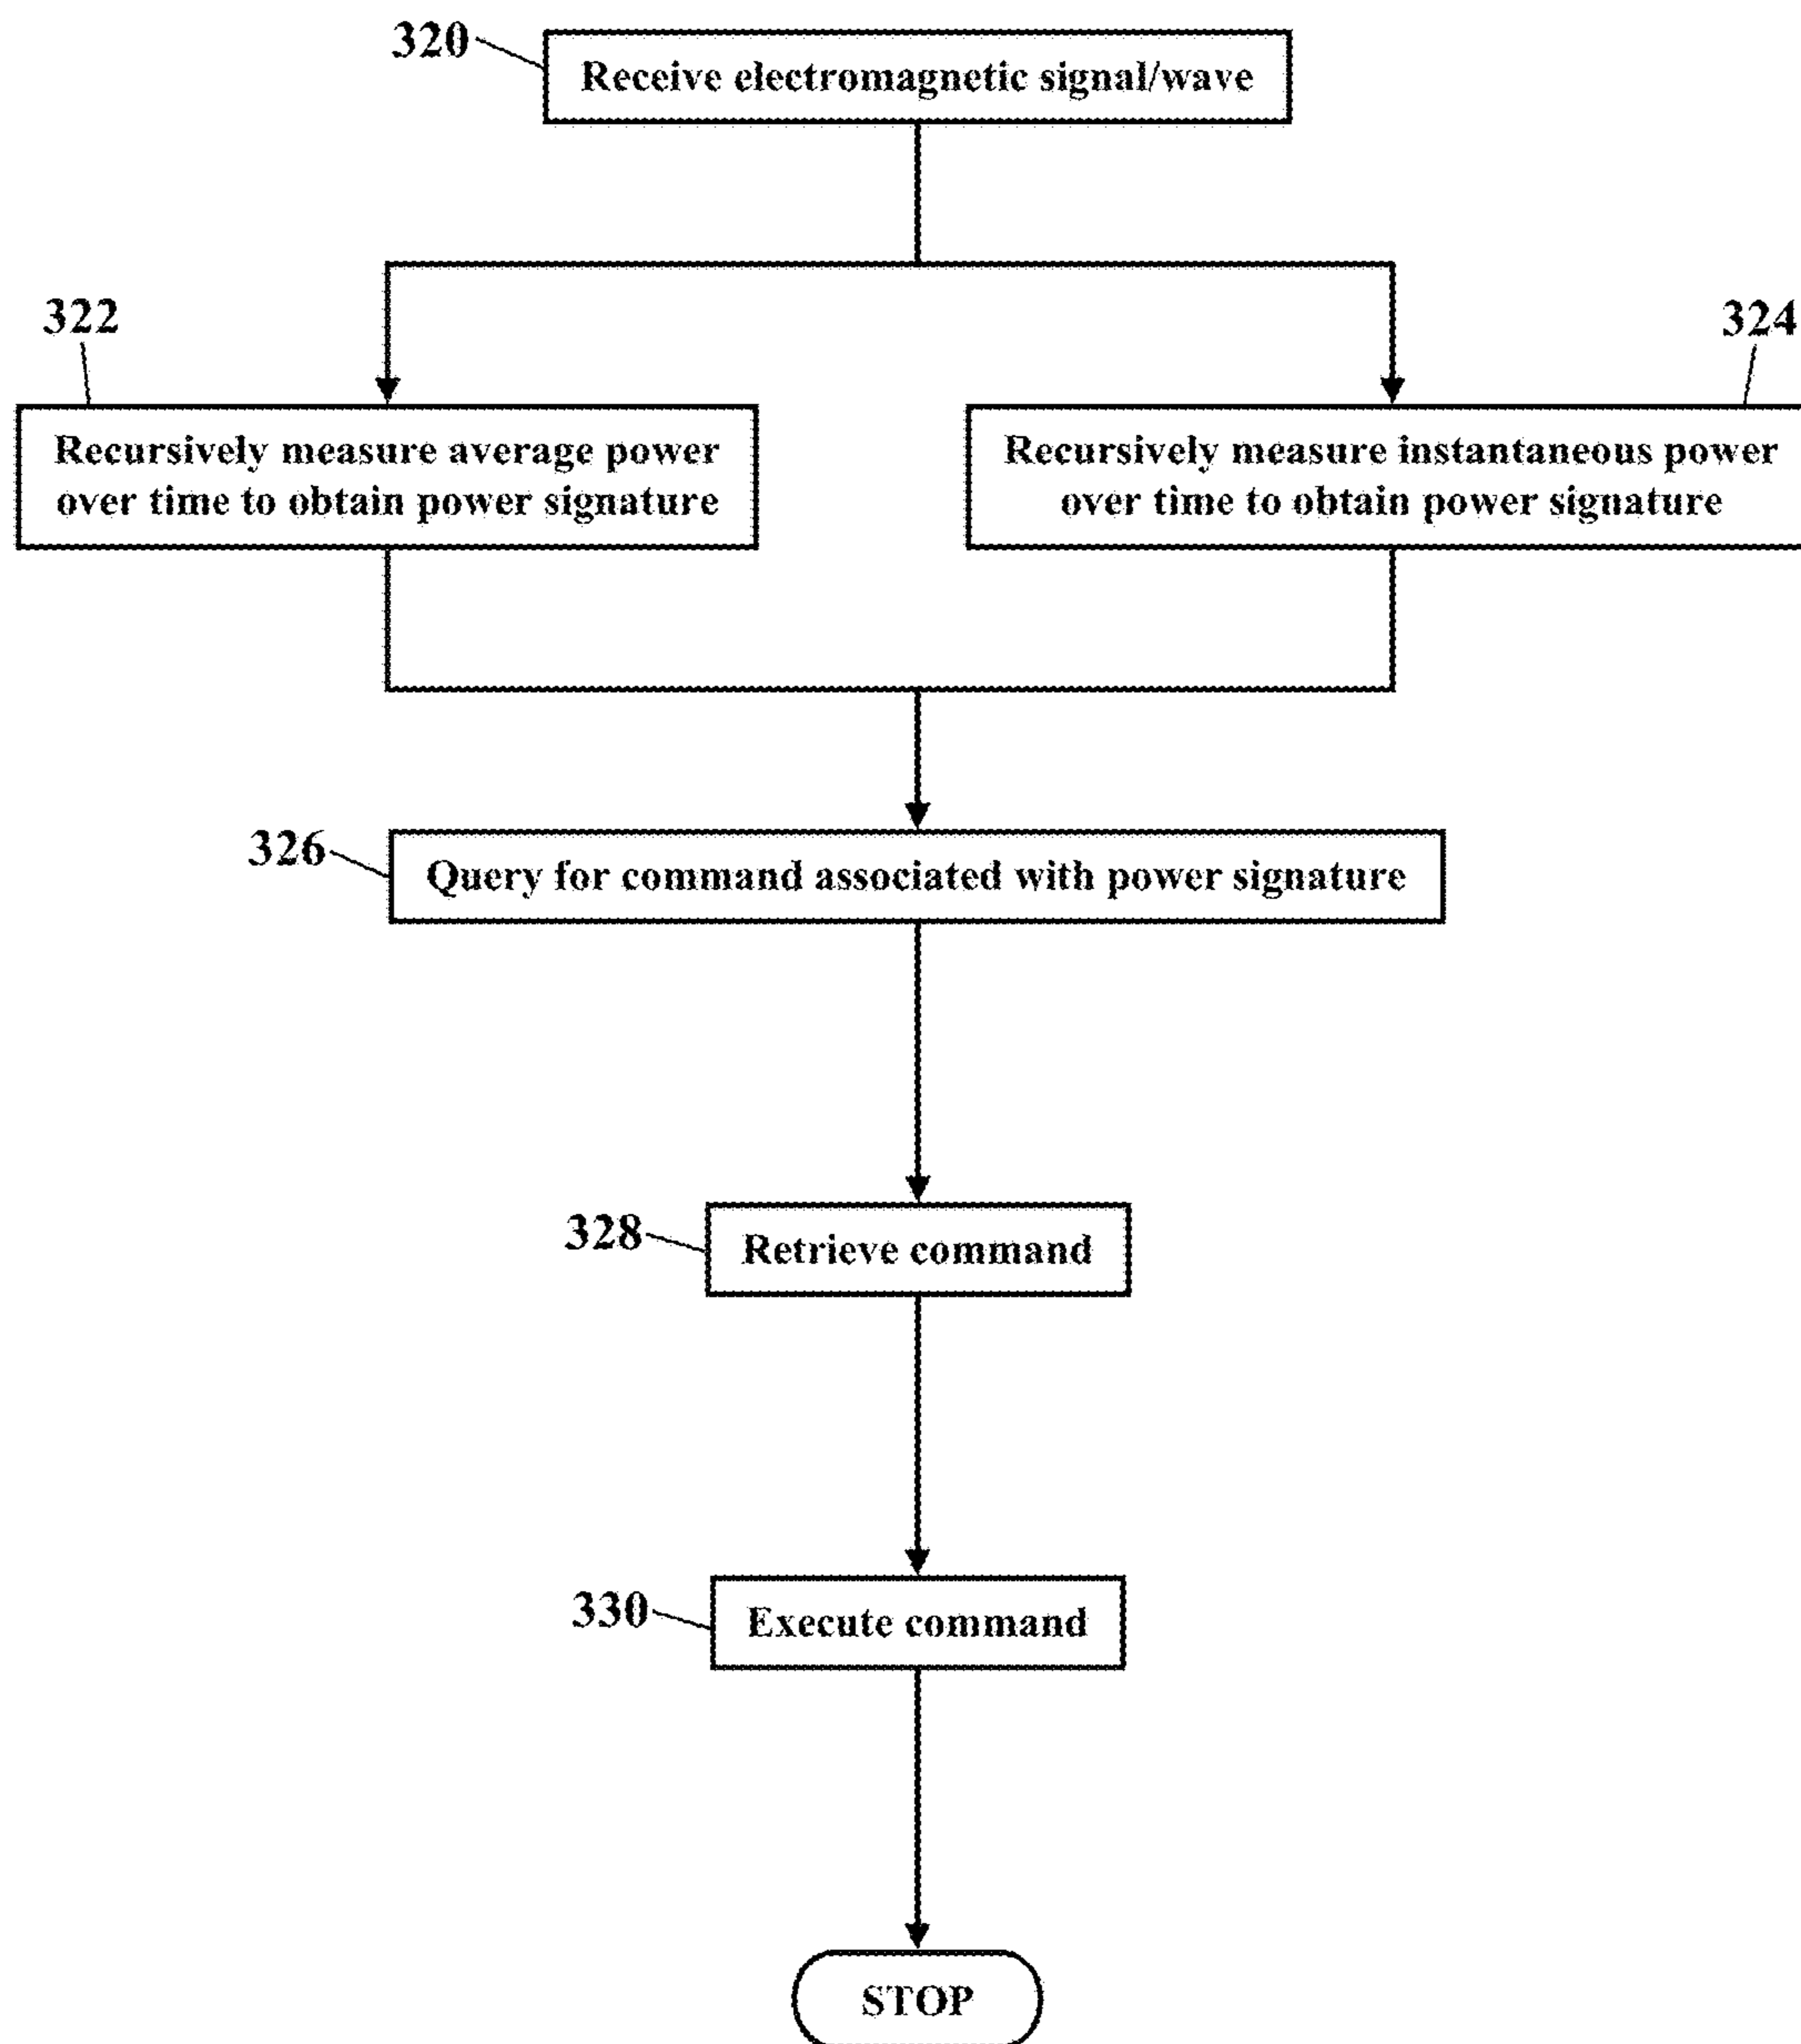 320
Receive electromagnetic signal/wave
322
324
Recursively measure average power
over time to obtain power signature
Recursively measure instantaneous power
over time to obtain power signature
326
Query for command associated with power signature
328
Retrieve command
330
Execute command
STOP